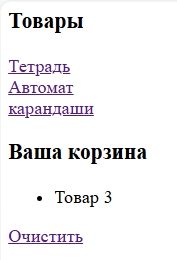 Товары
Тетрадь
Автомат
карандаши
Ваша корзина
Товар 3
Очистить